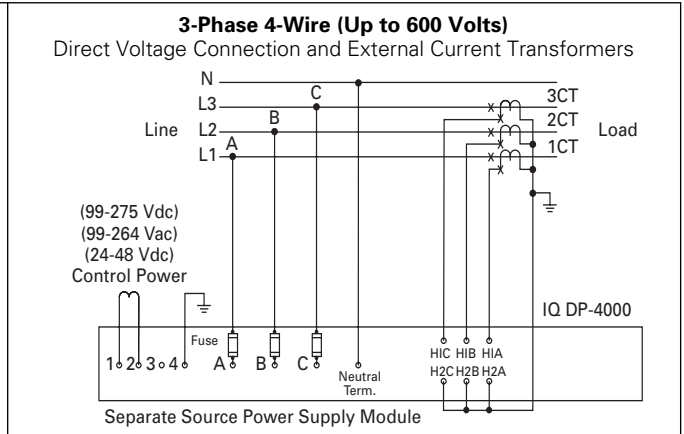 3-Phase 4-Wire (Up to 600 Volts)
Direct Voltage Connection and External Current Transformers
N
L3 C 3CT
Line L2 B 2CT Load
L1 A 1CT
(99-275 Vdc)
(99-264 Vac)
(24-48 Vdc)
Control Power
IQ DP-4000
Fuse
HIC HIB HIA
1 2 3 4 A B C H2C H2B H2A
Neutral
Term.
Separate Source Power Supply Module